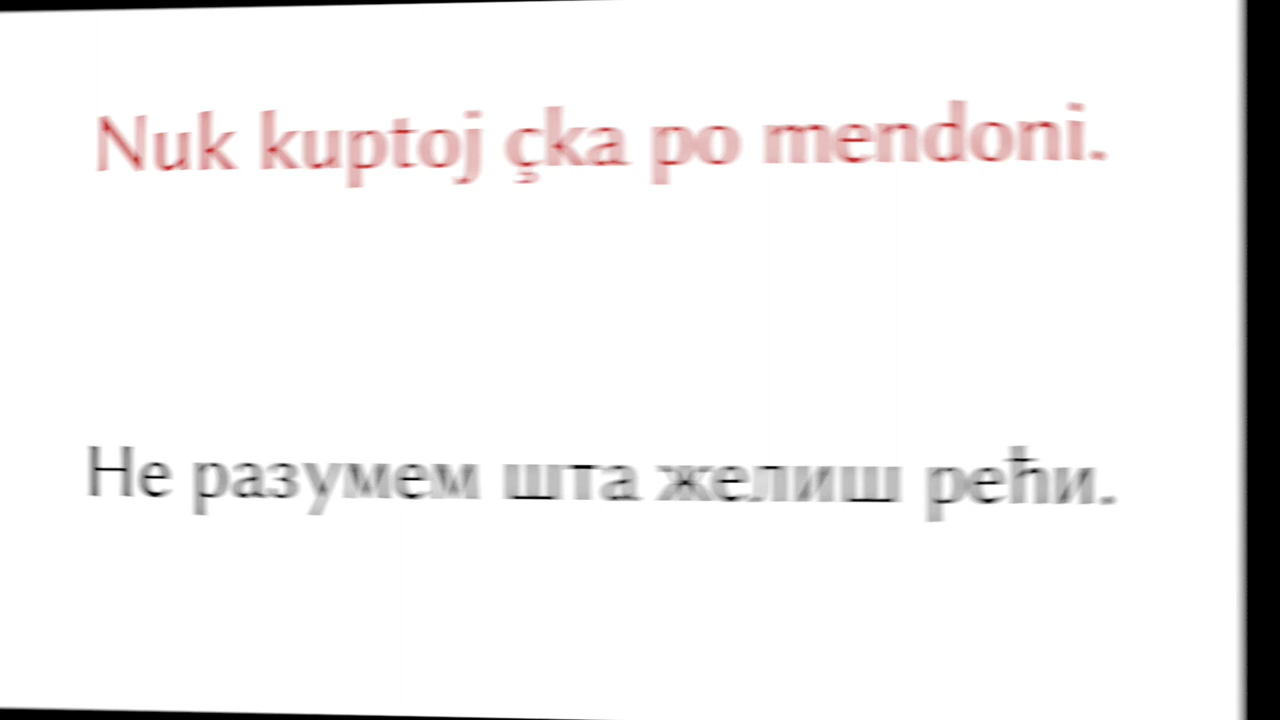 Nuk kuptoj çka po mendoni.
Не разумем шта желиш рећи.